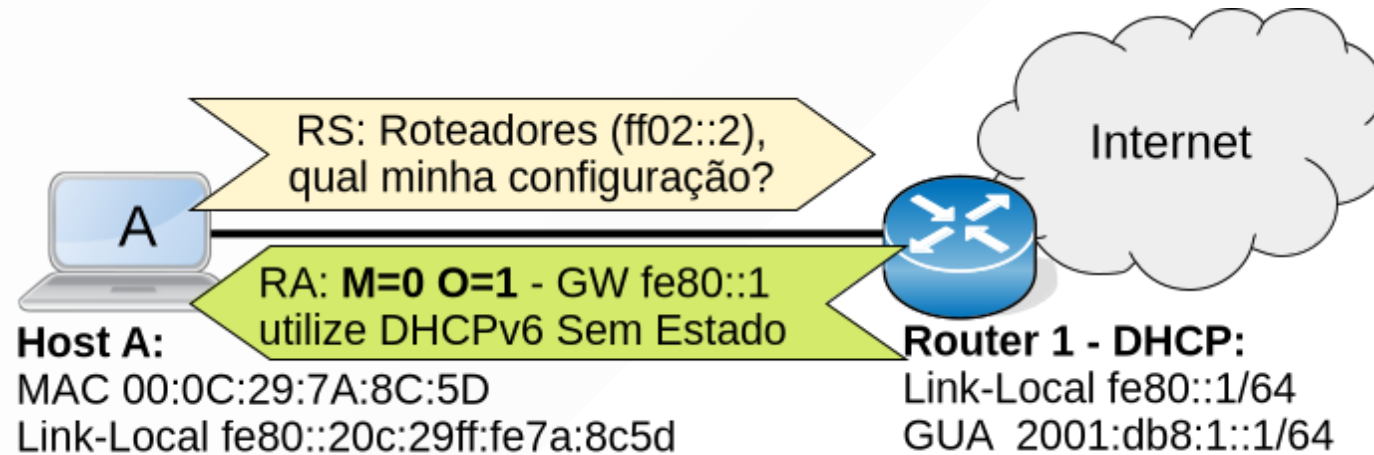 RS: Roteadores (ff02::2),
qual minha configuração?
Internet
A
RA: M=0 O=1 - GW fe80::1
utilize DHCPv6 Sem Estado
Host A:
MAC 00:0C:29:7A:8C:5D
Link-Local fe80::20c:29ff:fe7a:8c5d
Router 1 - DHCP:
Link-Local fe80::1/64
GUA 2001:db8:1::1/64